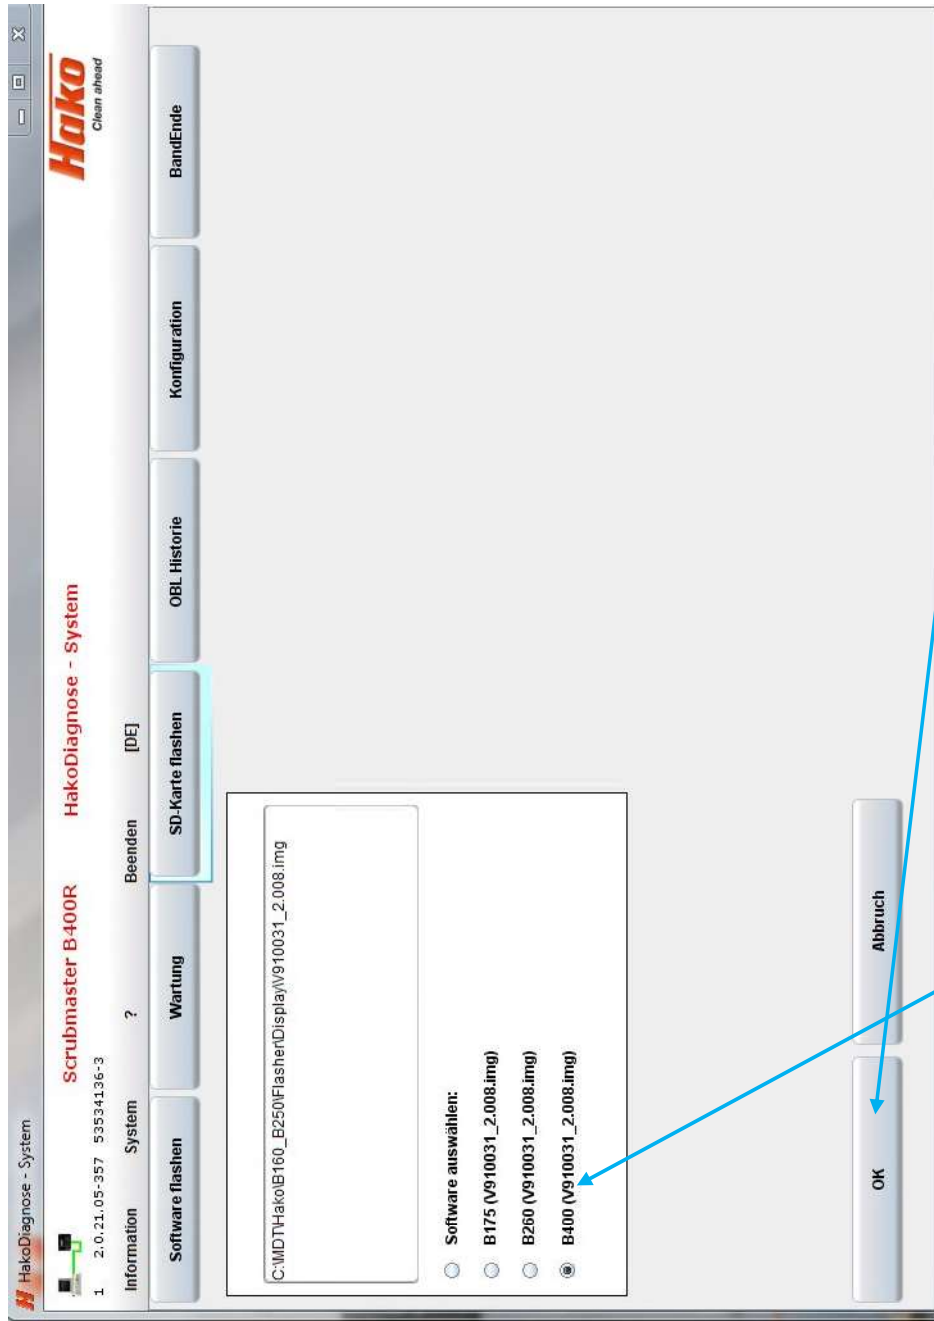 HakoDiagnose - System
Scrubmaster B400R
HakoDiagnose - System
Hako
Clean ahead
1 2.0.21.05-357 53534136-3
Information System ? Beenden [DE]
Software flashen
Wartung
SD-Karte flashen
OBL Historie
Konfiguration
BandEnde
C:\MDT\Hako\B160_B250\Flashen\Display\V910031_2.008.img
Software auswählen:
B175 (V910031_2.008.img)
B260 (V910031_2.008.img)
B400 (V910031_2.008.img)
OK
Abbruch